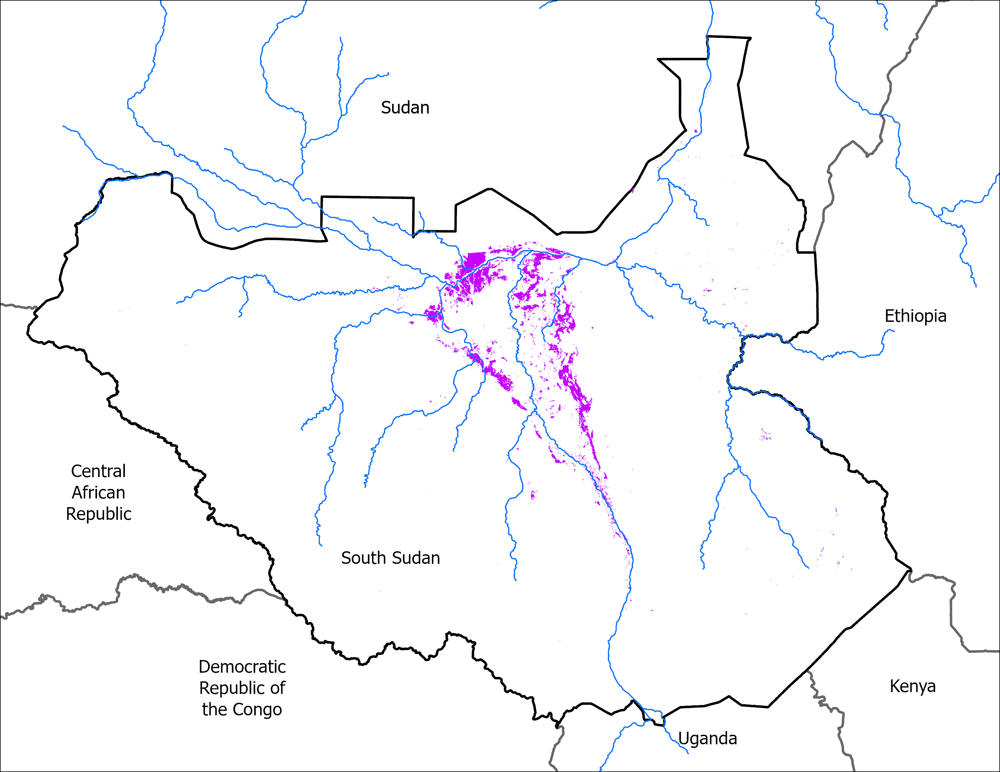 Sudan
Ethiopia
Central
African
Republic
South Sudan
Democratic
Republic of
the Congo
Kenya
Uganda